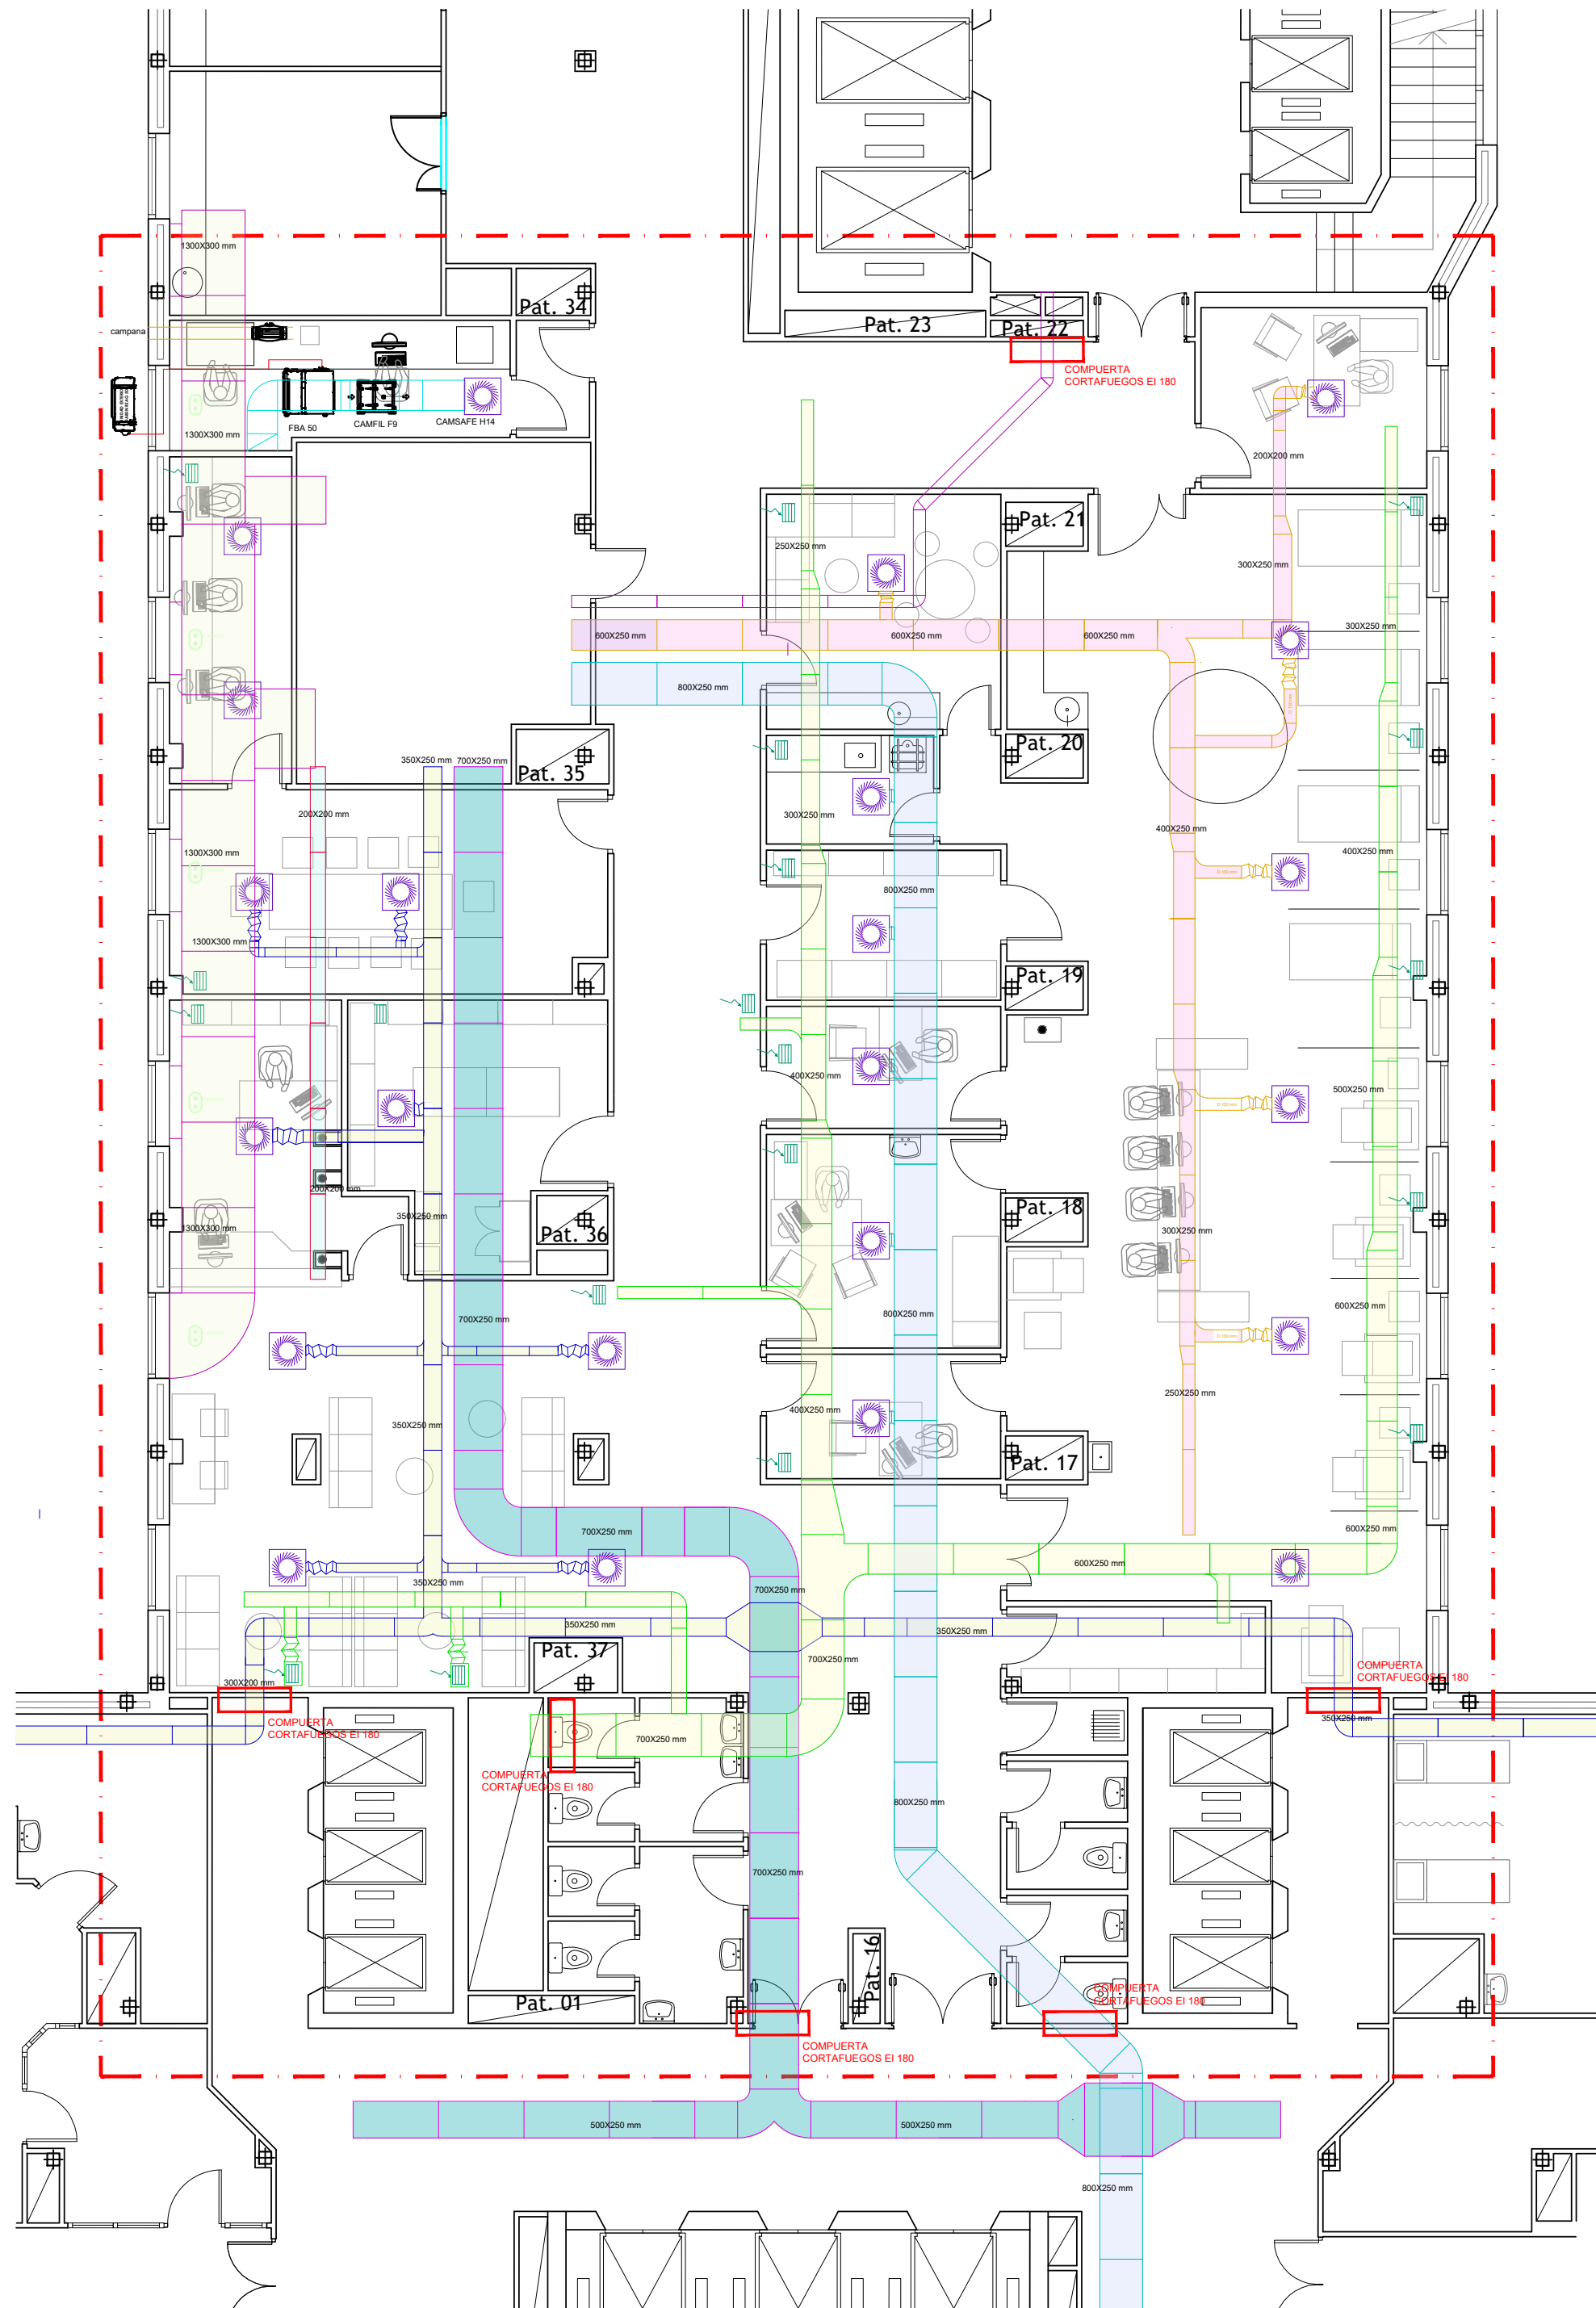 1300X300 mm
Pat. 34
campana
Pat. 23
Pat. 22
COMPUERTA
CORTAFUEGOS EI 180
FBA 50
CAMFIL F9
CAMSAFE H14
1300X300 mm
200X200 mm
Pat. 21
250X250 mm
300X250 mm
300X250 mm
600X250 mm
600X250 mm
600X250 mm
800X250 mm
Pat. 20
350X250 mm
700X250 mm
Pat. 35
200X200 mm
300X250 mm
400X250 mm
1300X300 mm
400X250 mm
800X250 mm
1300X300 mm
Pat. 19
400X250 mm
500X250 mm
200X200 mm
Pat. 18
350X250 mm
Pat. 36
1300X300 mm
300X250 mm
600X250 mm
800X250 mm
700X250 mm
250X250 mm
400X250 mm
350X250 mm
Pat. 17
700X250 mm
600X250 mm
600X250 mm
350X250 mm
700X250 mm
350X250 mm
350X250 mm
Pat. 37
700X250 mm
COMPUERTA
CORTAFUEGOS EI 180
300X200 mm
350X250 mm
COMPUERTA
CORTAFUEGOS EI 180
700X250 mm
COMPUERTA
CORTAFUEGOS EI 180
800X250 mm
700X250 mm
Pat. 16
COMPUERTA
CORTAFUEGOS EI 180
Pat. 01
COMPUERTA
CORTAFUEGOS EI 180
500X250 mm
500X250 mm
800X250 mm